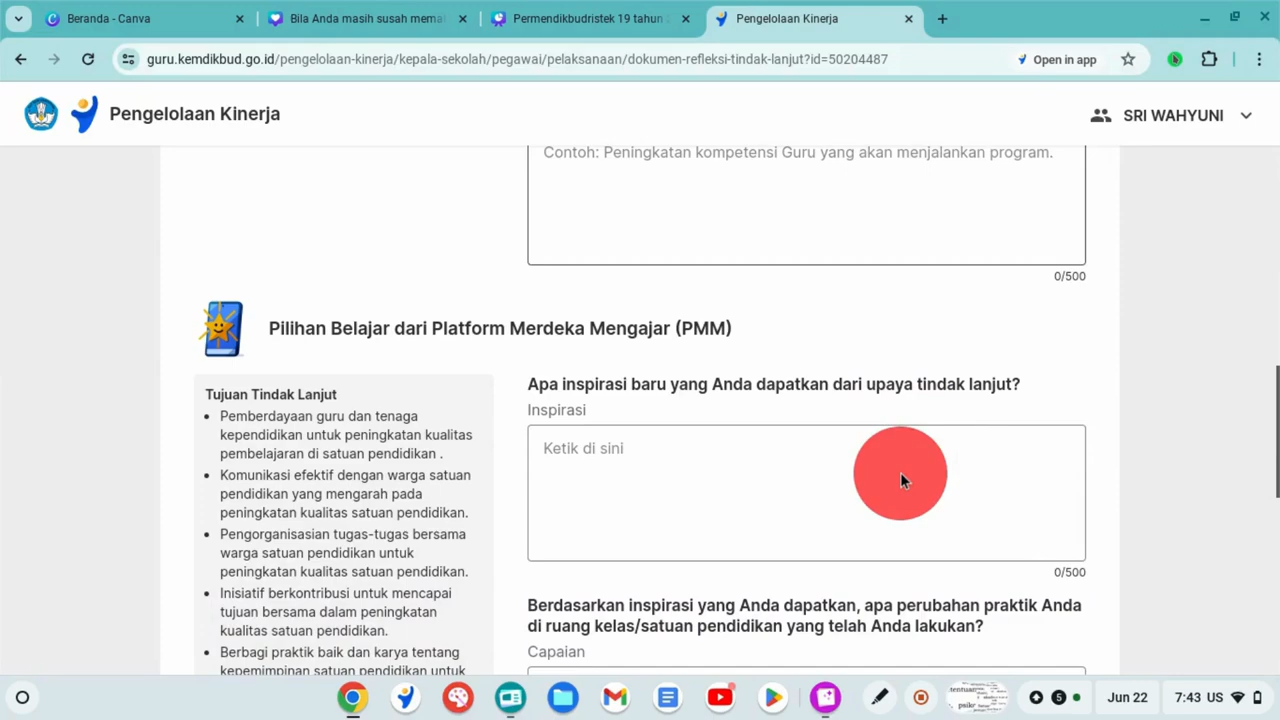 Beranda - Canva
Bila Anda masih susah mema
Permendikbudristek 19 tahun 2
Pengelolaan Kinerja
guru.kemdikbud.go.id/pengelolaan-kinerja/kepala-sekolah/pegawai/pelaksanaan/dokumen-refleksi-tindak-lanjut?id=50204487
Open in app
Pengelolaan Kinerja
SRI WAHYUNI
Contoh: Peningkatan kompetensi Guru yang akan menjalankan program.
0/500
Pilihan Belajar dari Platform Merdeka Mengajar (PMM)
Tujuan Tindak Lanjut
• Pemberdayaan guru dan tenaga
kependidikan untuk peningkatan kualitas
pembelajaran di satuan pendidikan .
• Komunikasi efektif dengan warga satuan
pendidikan yang mengarah pada
peningkatan kualitas satuan pendidikan.
• Pengorganisasian tugas-tugas bersama
warga satuan pendidikan untuk
peningkatan kualitas satuan pendidikan.
• Inisiatif berkontribusi untuk mencapai
tujuan bersama dalam peningkatan
kualitas satuan pendidikan.
• Berbagi praktik baik dan karya tentang
kepemimpinan satuan pendidikan untuk
Apa inspirasi baru yang Anda dapatkan dari upaya tindak lanjut?
Inspirasi
Ketik di sini
0/500
Berdasarkan inspirasi yang Anda dapatkan, apa perubahan praktik Anda
di ruang kelas/satuan pendidikan yang telah Anda lakukan?
Capaian
5
Jun 22
7:43 US